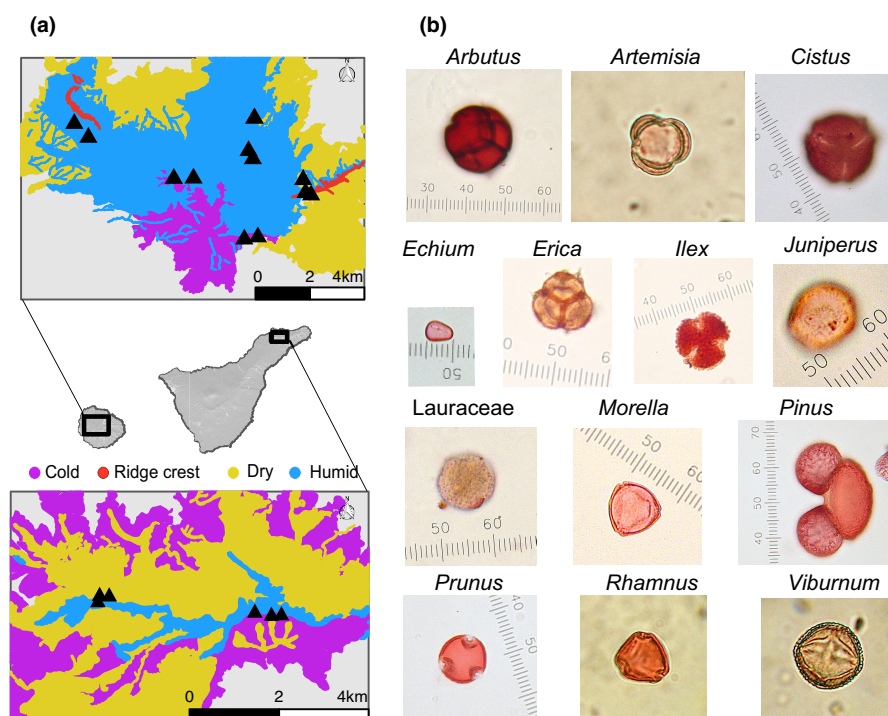 (a)
N
0 2 4km
Cold Ridge crest Dry Humid
N
0 2 4km
(b)
Arbutus Artemisia Cistus
30 40 50 60
50
40
Echium Erica Ilex Juniperus
50
0 50 6
40 50 60
50 60
Lauraceae Morella Pinus
50 60
50 60
70
60
50
40
Prunus Rhamnus Viburnum
40
50